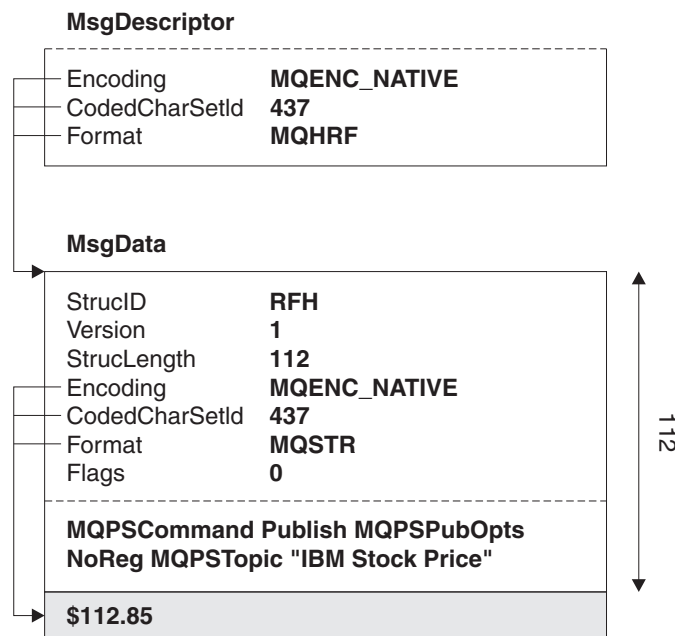 MsgDescriptor
Encoding MQENC_NATIVE
CodedCharSetId 437
Format MQHRF
MsgData
StrucID RFH
Version 1
StrucLength 112
Encoding MQENC_NATIVE
CodedCharSetId 437
Format MQSTR
Flags 0
112
MQPSCommand Publish MQPSPubOpts
NoReg MQPSTopic "IBM Stock Price"
$112.85